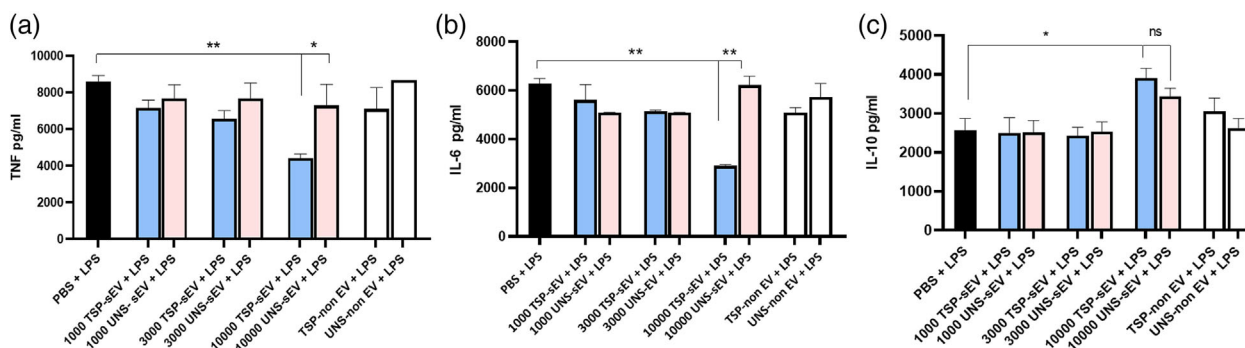 (a)
**
*
10000
8000
6000
4000
2000
0
TNF pg/ml
PBS + LPS
1000 TSP-sEV + LPS
1000 UNS- sEV + LPS
3000 TSP-sEV + LPS
3000 UNS-sEV + LPS
10000 TSP-sEV + LPS
10000 UNS-sEV + LPS
TSP-non EV + LPS
UNS-non EV + LPS
(b)
**
**
8000
6000
4000
2000
0
IL-6 pg/ml
PBS + LPS
1000 TSP-sEV + LPS
1000 UNS-sEV + LPS
3000 TSP-sEV + LPS
3000 UNS-sEV + LPS
10000 TSP-sEV + LPS
10000 UNS-sEV + LPS
TSP-non EV + LPS
UNS-non EV + LPS
(c)
*
ns
5000
4000
3000
2000
1000
0
IL-10 pg/ml
PBS + LPS
1000 TSP-sEV + LPS
1000 UNS-sEV + LPS
3000 TSP-sEV + LPS
3000 UNS-sEV + LPS
10000 TSP-sEV + LPS
10000 UNS-sEV + LPS
TSP-non EV + LPS
UNS-non EV + LPS